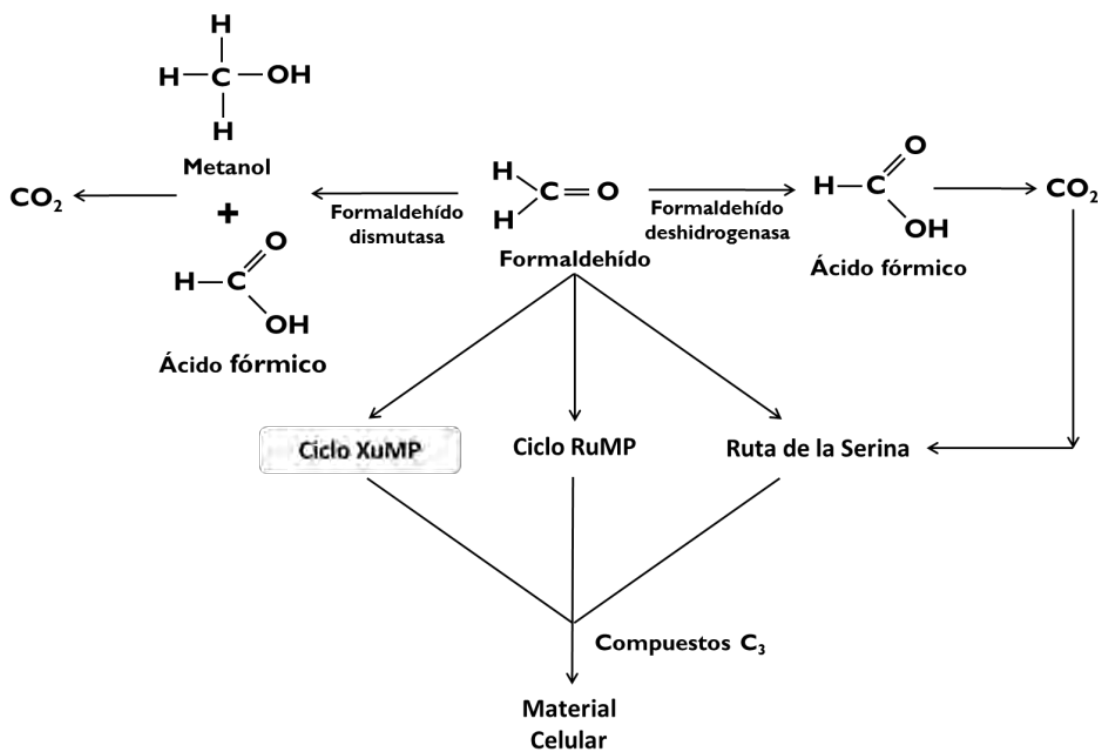 H
H—C—OH
H
Metanol
+
H—C
O
OH
Ácido fórmico
CO₂
Formaldehído
dismutasa
H
H
C=O
Formaldehído
Formaldehído
deshidrogenasa
H—C
O
OH
Ácido fórmico
CO₂
Ciclo XuMP
Ciclo RuMP
Ruta de la Serina
Compuestos C₃
Material
Celular